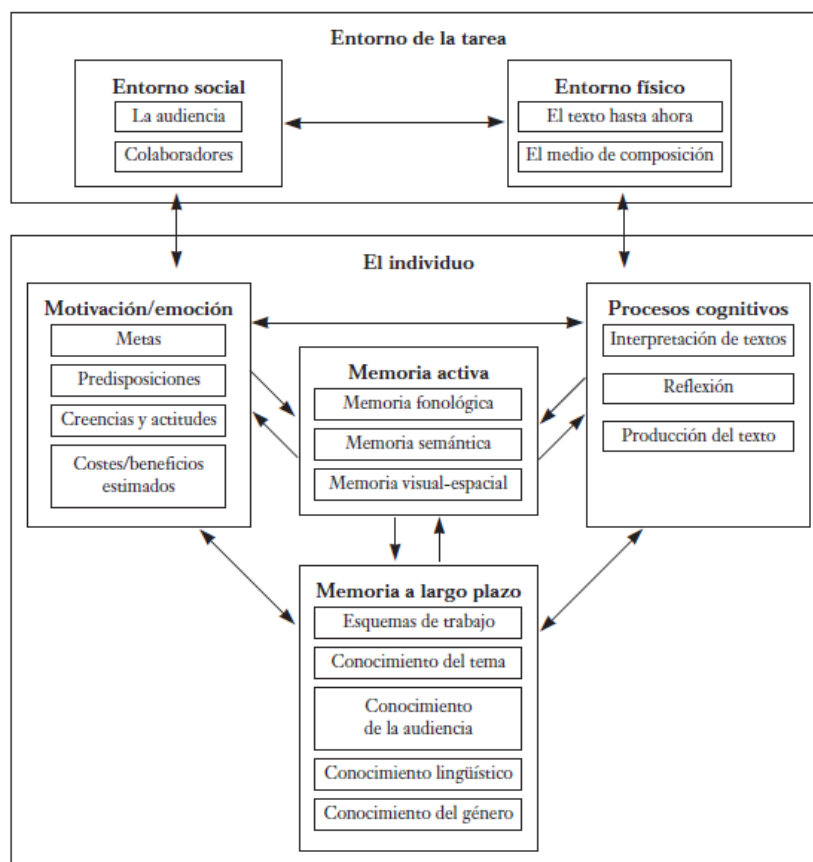 Entorno de la tarea
Entorno social
La audiencia
Colaboradores
Entorno físico
El texto hasta ahora
El medio de composición
El individuo
Motivación/emoción
Metas
Predisposiciones
Creencias y actitudes
Costes/beneficios
estimados
Memoria activa
Memoria fonológica
Memoria semántica
Memoria visual-espacial
Procesos cognitivos
Interpretación de textos
Reflexión
Producción del texto
Memoria a largo plazo
Esquemas de trabajo
Conocimiento del tema
Conocimiento
de la audiencia
Conocimiento lingüístico
Conocimiento del género